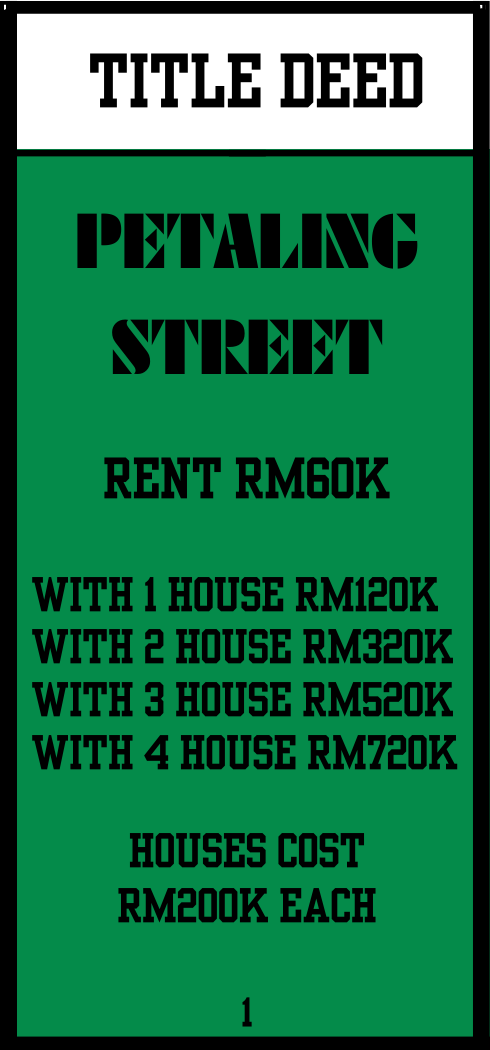 TITLE DEED
PETALING
STREET
RENT RM60K
WITH 1 HOUSE RM120K
WITH 2 HOUSE RM320K
WITH 3 HOUSE RM520K
WITH 4 HOUSE RM720K
HOUSES COST
RM200K EACH
1